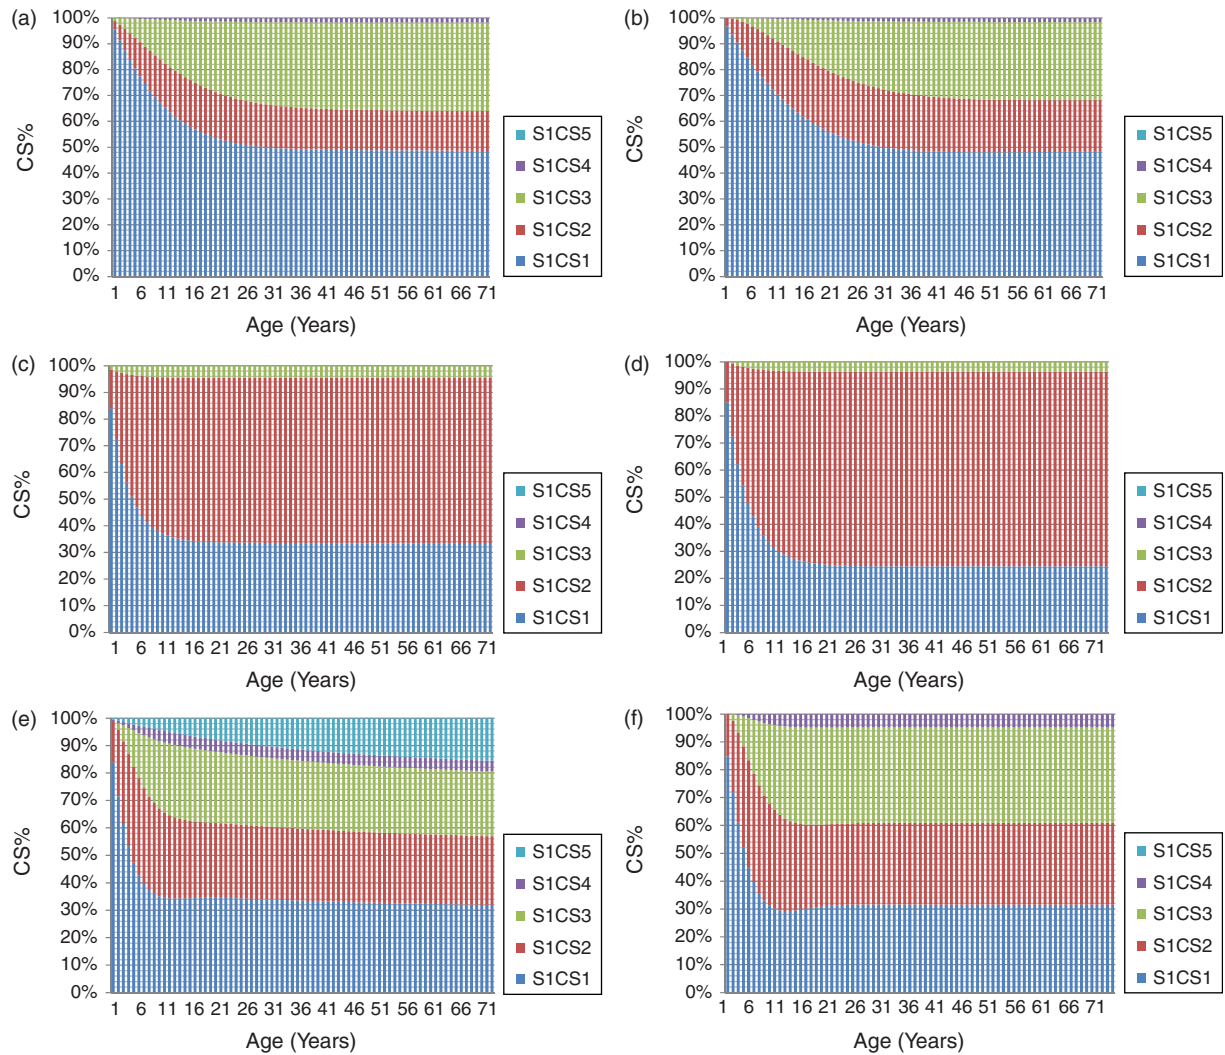 (a)
100%
90%
80%
70%
60%
50%
40%
30%
20%
10%
0%
CS%
1 6 11 16 21 26 31 36 41 46 51 56 61 66 71
Age (Years)
S1CS5
S1CS4
S1CS3
S1CS2
S1CS1
(b)
100%
90%
80%
70%
60%
50%
40%
30%
20%
10%
0%
CS%
1 6 11 16 21 26 31 36 41 46 51 56 61 66 71
Age (Years)
S1CS5
S1CS4
S1CS3
S1CS2
S1CS1
(c)
100%
90%
80%
70%
60%
50%
40%
30%
20%
10%
0%
CS%
1 6 11 16 21 26 31 36 41 46 51 56 61 66 71
Age (Years)
S1CS5
S1CS4
S1CS3
S1CS2
S1CS1
(d)
100%
90%
80%
70%
60%
50%
40%
30%
20%
10%
0%
CS%
1 6 11 16 21 26 31 36 41 46 51 56 61 66 71
Age (Years)
S1CS5
S1CS4
S1CS3
S1CS2
S1CS1
(e)
100%
90%
80%
70%
60%
50%
40%
30%
20%
10%
0%
CS%
1 6 11 16 21 26 31 36 41 46 51 56 61 66 71
Age (Years)
S1CS5
S1CS4
S1CS3
S1CS2
S1CS1
(f)
100%
90%
80%
70%
60%
50%
40%
30%
20%
10%
0%
CS%
1 6 11 16 21 26 31 36 41 46 51 56 61 66 71
Age (Years)
S1CS5
S1CS4
S1CS3
S1CS2
S1CS1